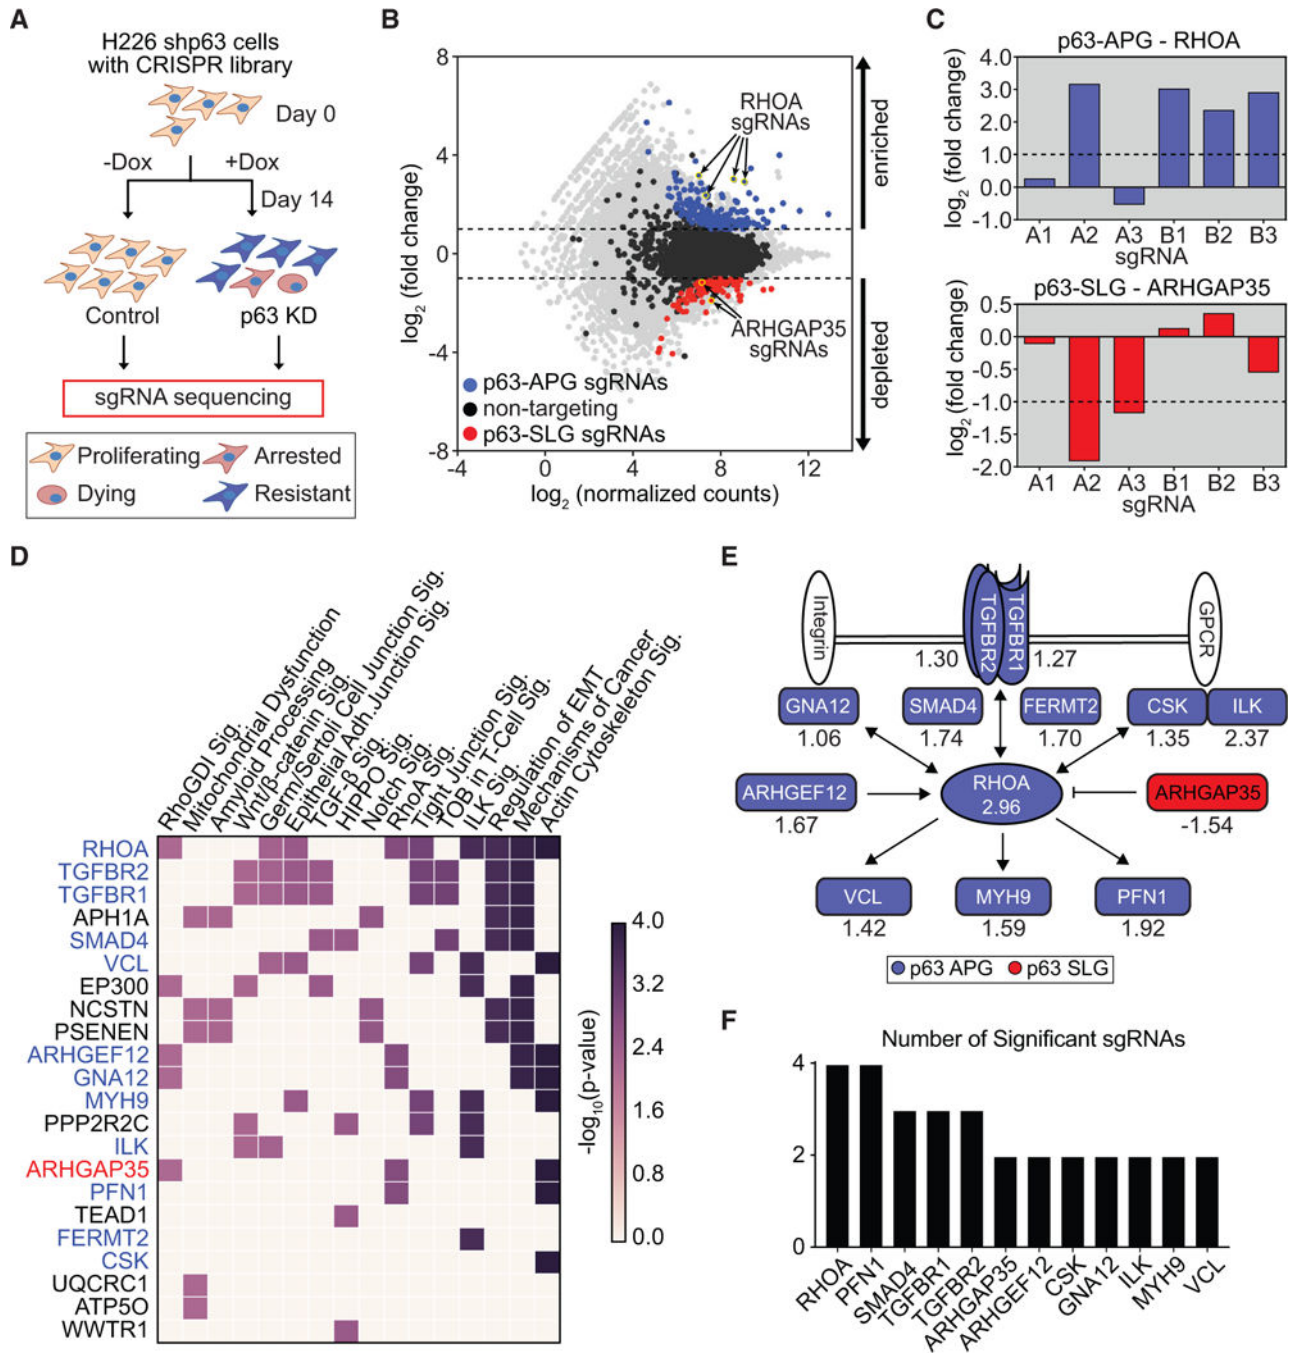 A
H226 shp63 cells
with CRISPR library
Day 0
-Dox
+Dox
Day 14
Control
p63 KD
sgRNA sequencing
Proliferating
Arrested
Dying
Resistant
B
8
4
0
-4
-8
log2 (fold change)
RHOA
sgRNAs
ARHGAP35
sgRNAs
p63-APG sgRNAs
non-targeting
p63-SLG sgRNAs
-4
0
4
8
12
log2 (normalized counts)
enriched
depleted
C
p63-APG - RHOA
4.0
3.0
2.0
1.0
0.0
-1.0
log2 (fold change)
A1 A2 A3 B1 B2 B3
sgRNA
p63-SLG - ARHGAP35
0.5
0.0
-0.5
-1.0
-1.5
-2.0
log2 (fold change)
A1 A2 A3 B1 B2 B3
sgRNA
D
RhoGDI Sig.
Mitochondrial Dysfunction
Amyloid Processing
Wnt/β-catenin Sig.
Germ/Sertoli Cell Junction Sig.
Epithelial Adh.Junction Sig.
TGF-β Sig.
HIPPO Sig.
Notch Sig.
RhoA Sig.
Tight Junction Sig.
TOB in T-Cell Sig.
ILK Sig.
Regulation of EMT
Mechanisms of Cancer
Actin Cytoskeleton Sig.
RHOA
TGFBR2
TGFBR1
APH1A
SMAD4
VCL
EP300
NCSTN
PSENEN
ARHGEF12
GNA12
MYH9
PPP2R2C
ILK
ARHGAP35
PFN1
TEAD1
FERMT2
CSK
UQCRC1
ATP5O
WWTR1
-log10(p-value)
4.0
3.2
2.4
1.6
0.8
0.0
E
Integrin
TGFBR2
TGFBR1
GPCR
1.30
1.27
GNA12
SMAD4
FERMT2
CSK
ILK
1.06
1.74
1.70
1.35
2.37
ARHGEF12
1.67
RHOA
2.96
ARHGAP35
-1.54
VCL
MYH9
PFN1
1.42
1.59
1.92
p63 APG
p63 SLG
F
Number of Significant sgRNAs
4
2
0
RHOA
PFN1
SMAD4
TGFBR1
TGFBR2
ARHGAP35
ARHGEF12
CSK
GNA12
ILK
MYH9
VCL